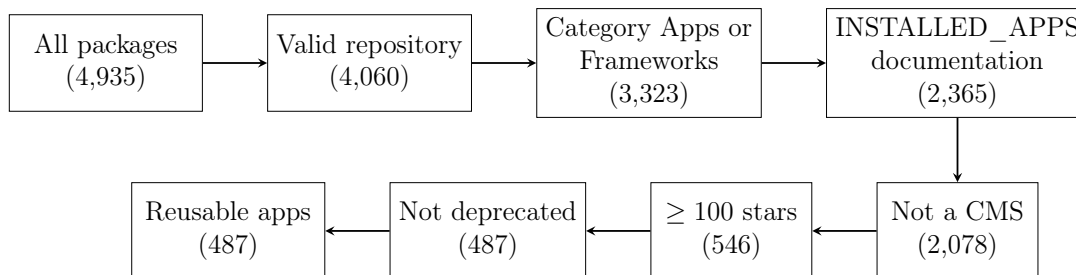 All packages
(4,935)
Valid repository
(4,060)
Category Apps or
Frameworks
(3,323)
INSTALLED_APPS
documentation
(2,365)
Not a CMS
(2,078)
≥ 100 stars
(546)
Not deprecated
(487)
Reusable apps
(487)